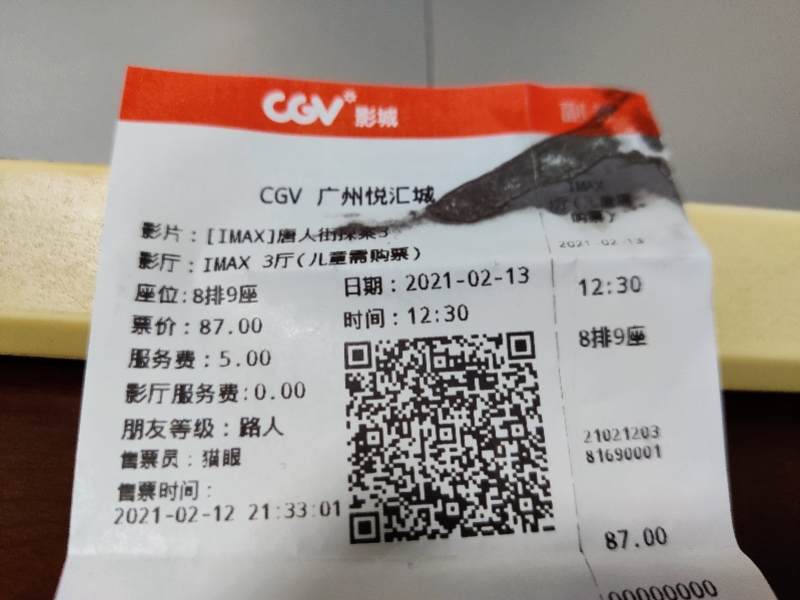 CGV 影城
CGV 广州悦汇城
影片：[IMAX]唐人街探案3
影厅：IMAX 3厅(儿童需购票)
座位:8排9座
日期：2021-02-13
票价：87.00
时间：12:30
服务费：5.00
影厅服务费:0.00
朋友等级：路人
售票员：猫眼
售票时间：
2021-02-12 21:33:01
IMAX
购票)
2021-02-13
12:30
8排9座
21021203
81690001
87.00